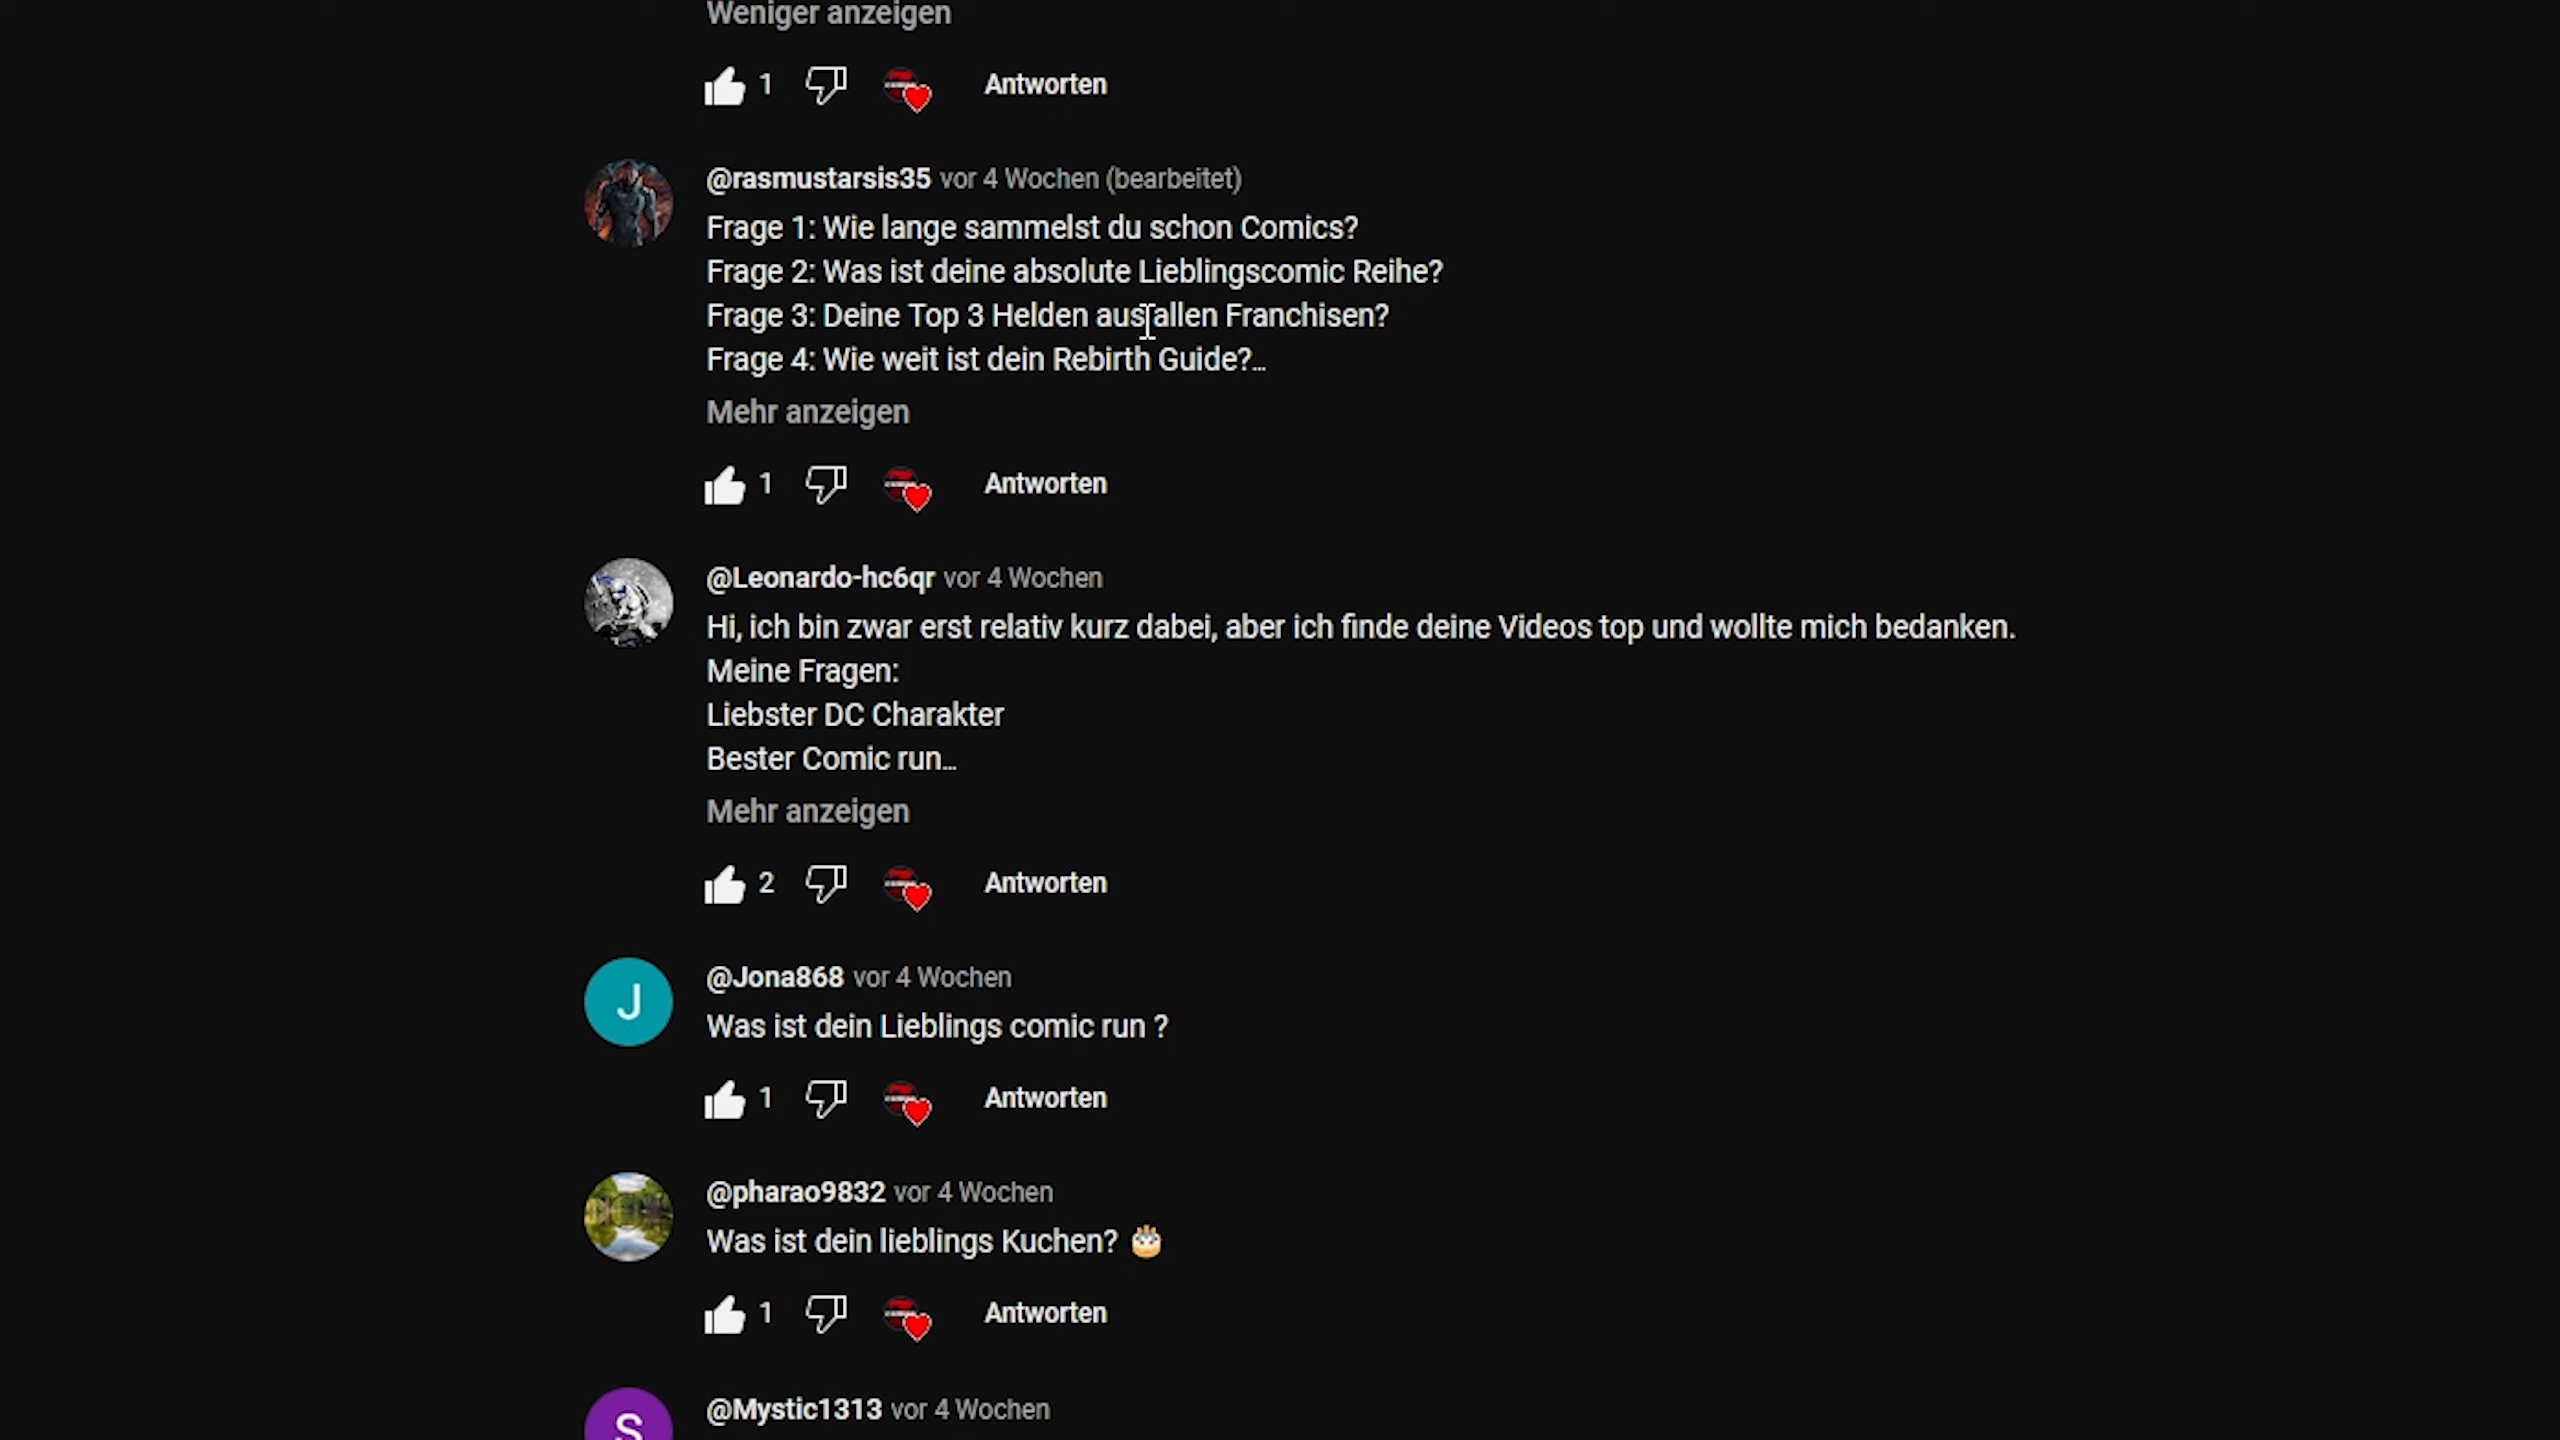 Weniger anzeigen
1 Antworten
@rasmustarsis35 vor 4 Wochen (bearbeitet)
Frage 1: Wie lange sammelst du schon Comics?
Frage 2: Was ist deine absolute Lieblingscomic Reihe?
Frage 3: Deine Top 3 Helden aus allen Franchisen?
Frage 4: Wie weit ist dein Rebirth Guide?...
Mehr anzeigen
1 Antworten
@Leonardo-hc6qr vor 4 Wochen
Hi, ich bin zwar erst relativ kurz dabei, aber ich finde deine Videos top und wollte mich bedanken.
Meine Fragen:
Liebster DC Charakter
Bester Comic run...
Mehr anzeigen
2 Antworten
J
@Jona868 vor 4 Wochen
Was ist dein Lieblings comic run ?
1 Antworten
@pharao9832 vor 4 Wochen
Was ist dein lieblings Kuchen? 🎂
1 Antworten
S
@Mystic1313 vor 4 Wochen